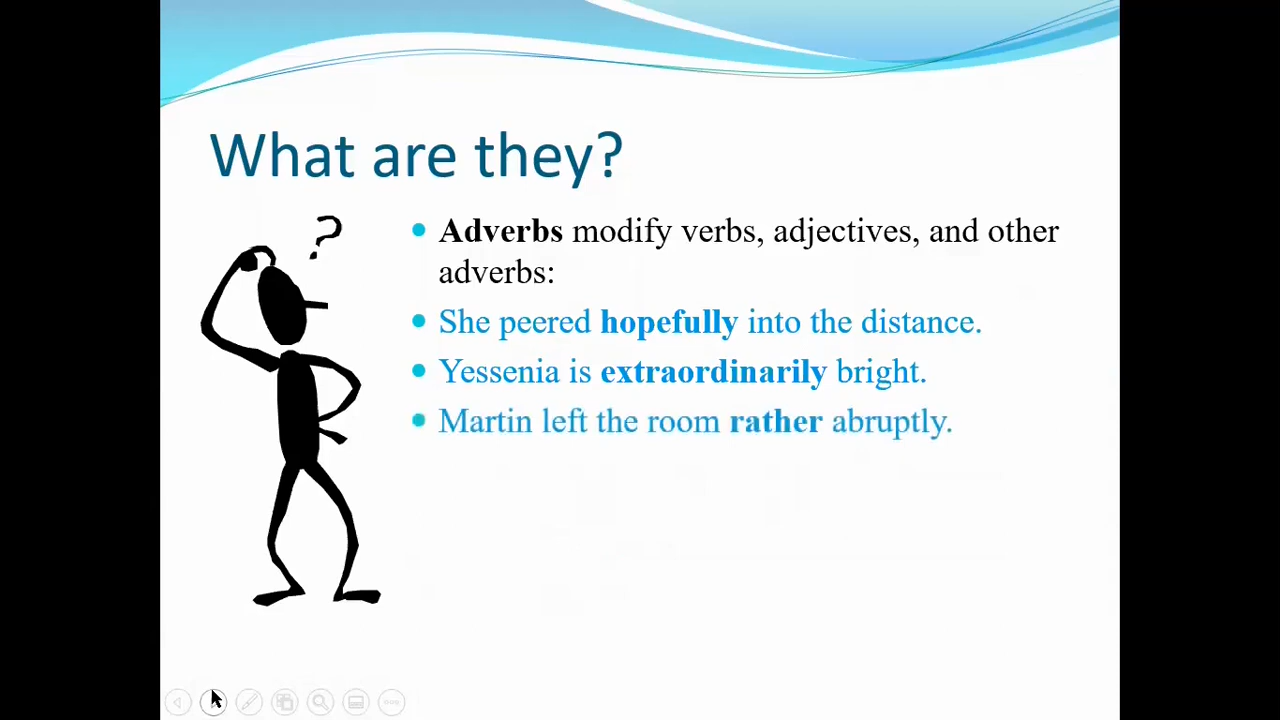 What are they?
?
• Adverbs modify verbs, adjectives, and other
adverbs:
• She peered hopefully into the distance.
• Yessenia is extraordinarily bright.
• Martin left the room rather abruptly.